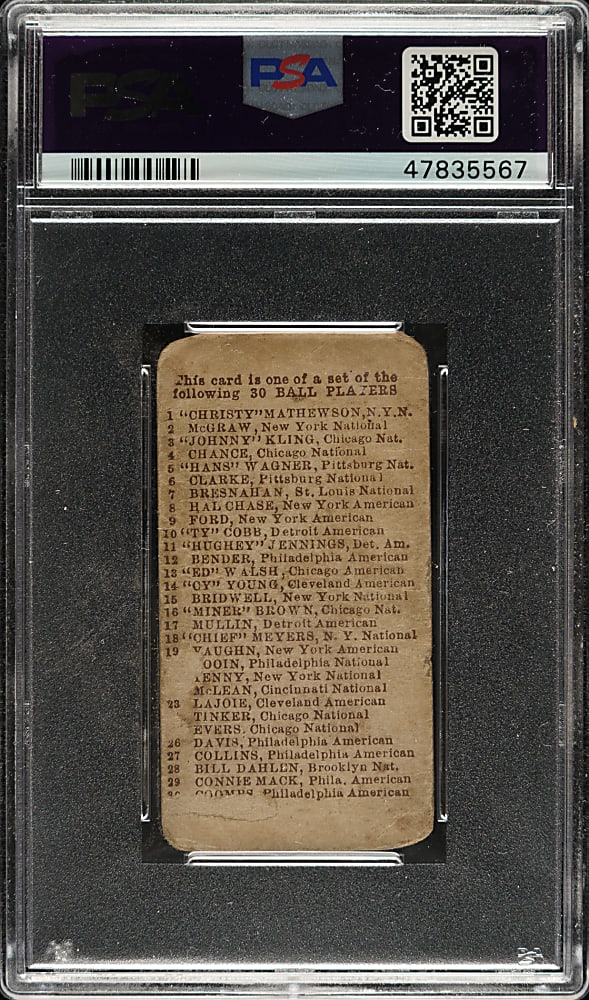 PSA
PSA
47835567
This card is one of a set of the
following 30 BALL PLAYERS
1 "CHRISTY" MATHEWSON, N.Y.N.
2 McGRAW, New York National
3 "JOHNNY" KLING, Chicago Nat.
4 CHANCE, Chicago National
5 "HANS" WAGNER, Pittsburg Nat.
6 CLARKE, Pittsburg National
7 BRESNAHAN, St. Louis National
8 HAL CHASE, New York American
9 FORD, New York American
10 "TY" COBB, Detroit American
11 "HUGHEY" JENNINGS, Det. Am.
12 BENDER, Philadelphia American
13 "ED" WALSH, Chicago American
14 "CY" YOUNG, Cleveland American
15 BRIDWELL, New York National
16 "MINER" BROWN, Chicago Nat.
17 MULLIN, Detroit American
18 "CHIEF" MEYERS, N. Y. National
19 VAUGHN, New York American
OOIN, Philadelphia National
ENNY, New York National
McLEAN, Cincinnati National
23 LAJOIE, Cleveland American
TINKER, Chicago National
EVERS. Chicago National
26 DAVIS, Philadelphia American
27 COLLINS, Philadelphia American
28 BILL DAHLEN, Brooklyn Nat.
29 CONNIE MACK, Phila. American
COOMBS, Philadelphia American